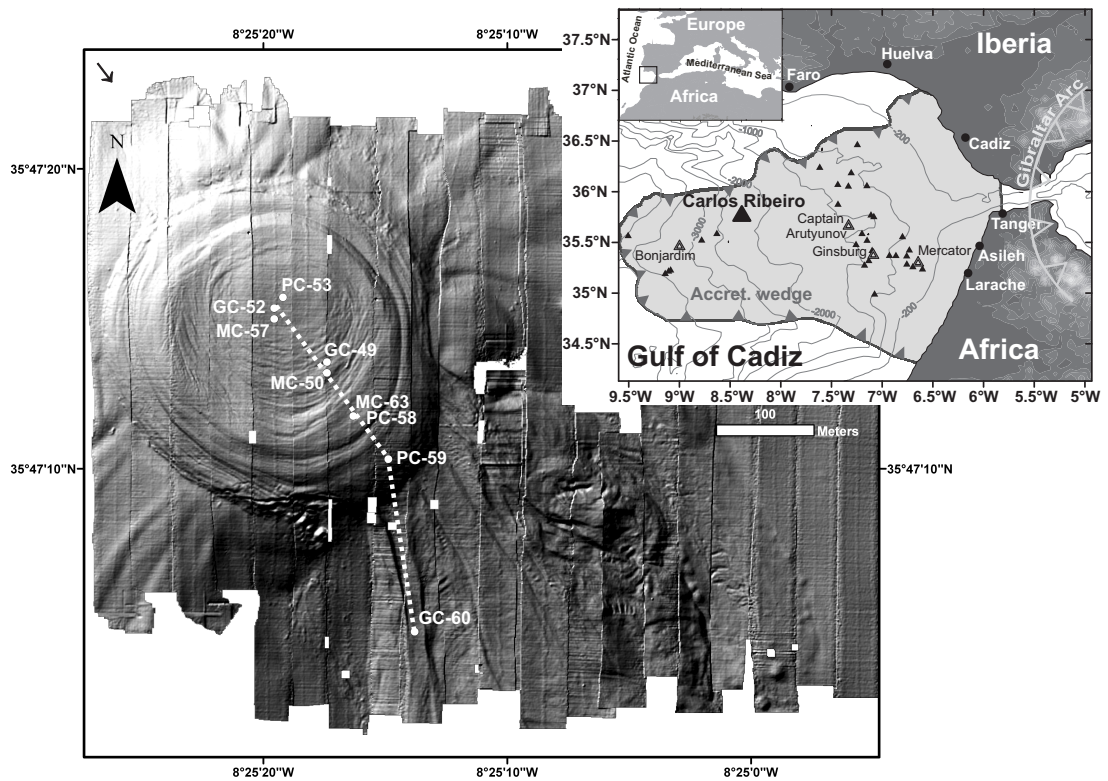 8°25'20"W
8°25'10"W
35°47'20"N
N
PC-53
GC-52
MC-57
GC-49
MC-50
MC-63
PC-58
PC-59
GC-60
35°47'10"N
35°47'10"N
100
Meters
8°25'20"W
8°25'10"W
8°25'0"W
Europe
Atlantic Ocean
Mediterranean Sea
Africa
37.5°N
37°N
36.5°N
36°N
35.5°N
35°N
34.5°N
Huelva
Iberia
Faro
Gibraltar Arc
-1000
-200
Cadiz
-2000
Carlos Ribeiro
Captain
Arutyunov
3000
Bonjardim
Ginsburg
Mercator
Tanger
Asileh
Larache
Accret. wedge
-2000
-200
Gulf of Cadiz
Africa
9.5°W
9°W
8.5°W
8°W
7.5°W
7°W
6.5°W
6°W
5.5°W
5°W